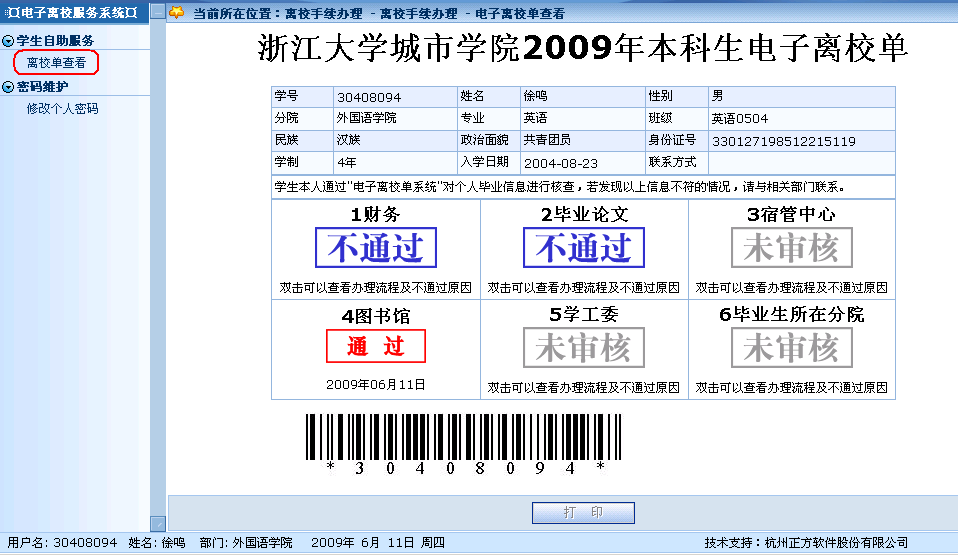 电子离校服务系统
当前所在位置：离校手续办理 - 离校手续办理 - 电子离校单查看
学生自助服务
离校单查看
密码维护
修改个人密码
浙江大学城市学院2009年本科生电子离校单
学号 30408094 姓名 徐鸣 性别 男
分院 外国语学院 专业 英语 班级 英语0504
民族 汉族 政治面貌 共青团员 身份证号 330127198512215119
学制 4年 入学日期 2004-08-23 联系方式
学生本人通过"电子离校单系统"对个人毕业信息进行核查，若发现以上信息不符的情况，请与相关部门联系。
1财务 2毕业论文 3宿管中心
不通过 不通过 未审核
双击可以查看办理流程及不通过原因 双击可以查看办理流程及不通过原因 双击可以查看办理流程及不通过原因
4图书馆 5学工委 6毕业生所在分院
通 过 未审核 未审核
2009年06月11日 双击可以查看办理流程及不通过原因 双击可以查看办理流程及不通过原因
*30408094*
打 印
用户名: 30408094 姓名: 徐鸣 部门: 外国语学院 2009年 6月 11日 周四 技术支持：杭州正方软件股份有限公司